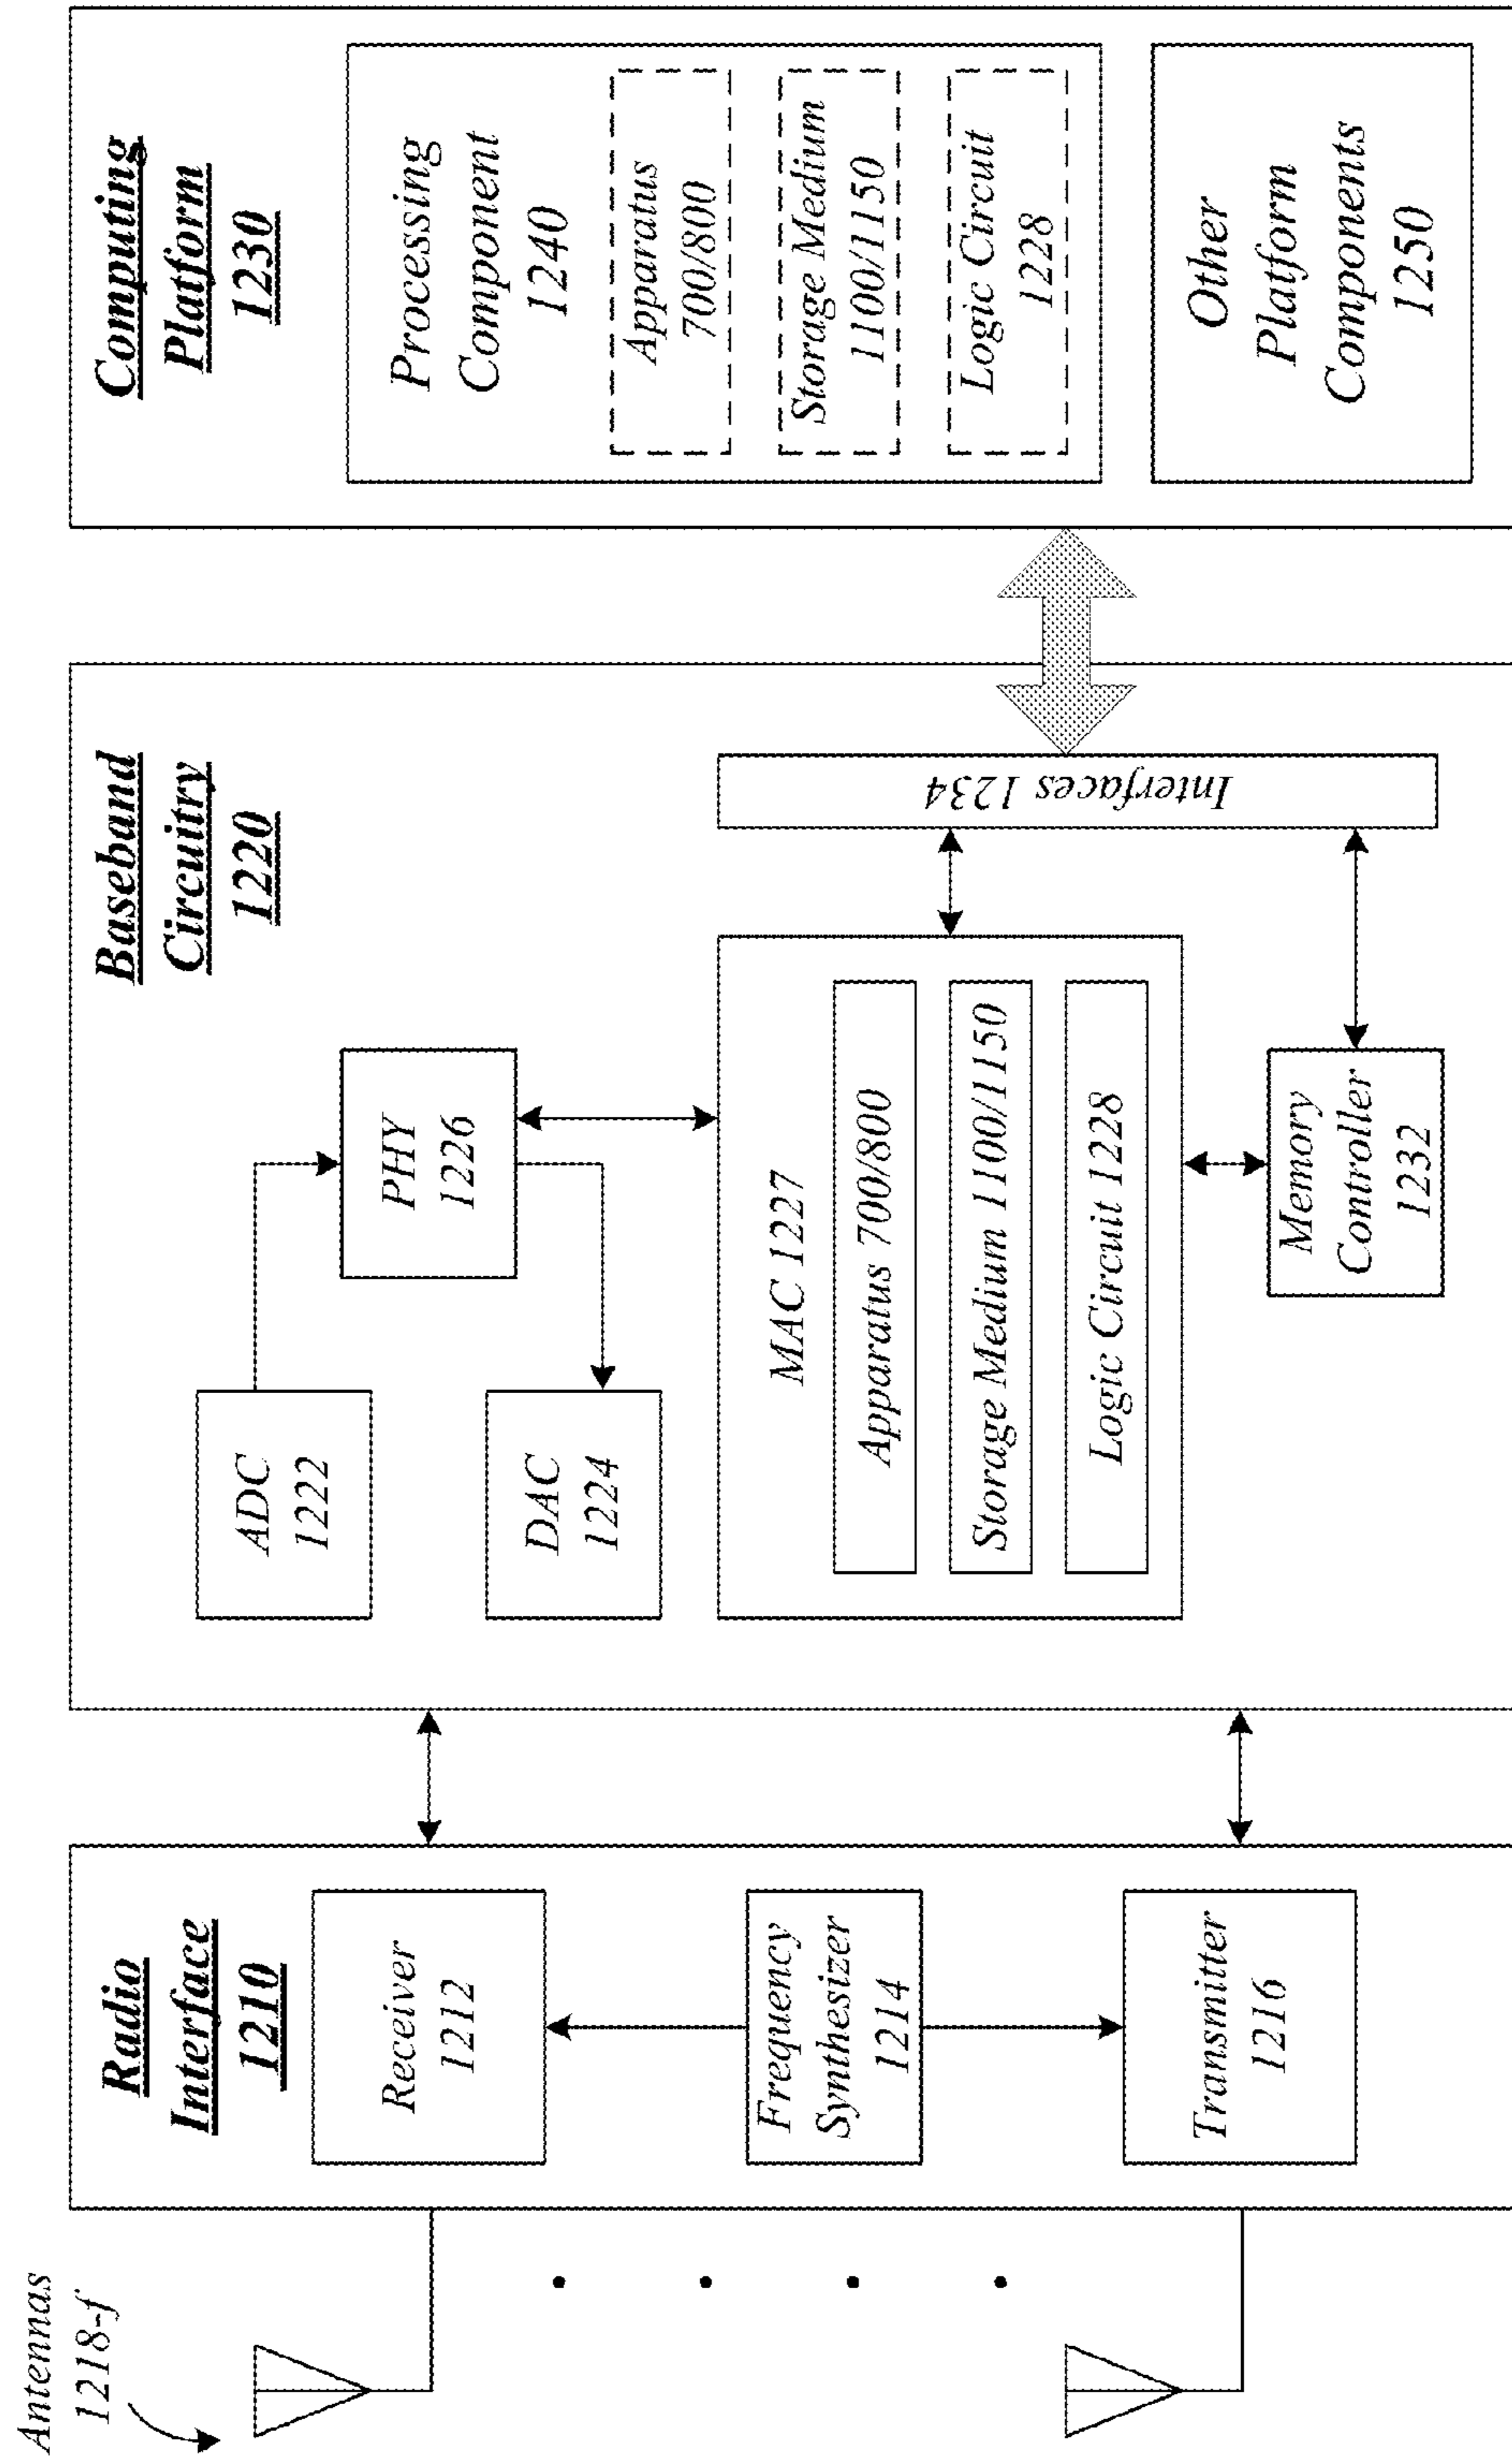 Antennas
1218-f
Radio
Interface
1210
Receiver
1212
Frequency
Synthesizer
1214
Transmitter
1216
Baseband
Circuitry
1220
ADC
1222
DAC
1224
PHY
1226
MAC 1227
Apparatus 700/800
Storage Medium 1100/1150
Logic Circuit 1228
Memory
Controller
1232
Interfaces 1234
Computing
Platform
1230
Processing
Component
1240
Apparatus
700/800
Storage Medium
1100/1150
Logic Circuit
1228
Other
Platform
Components
1250